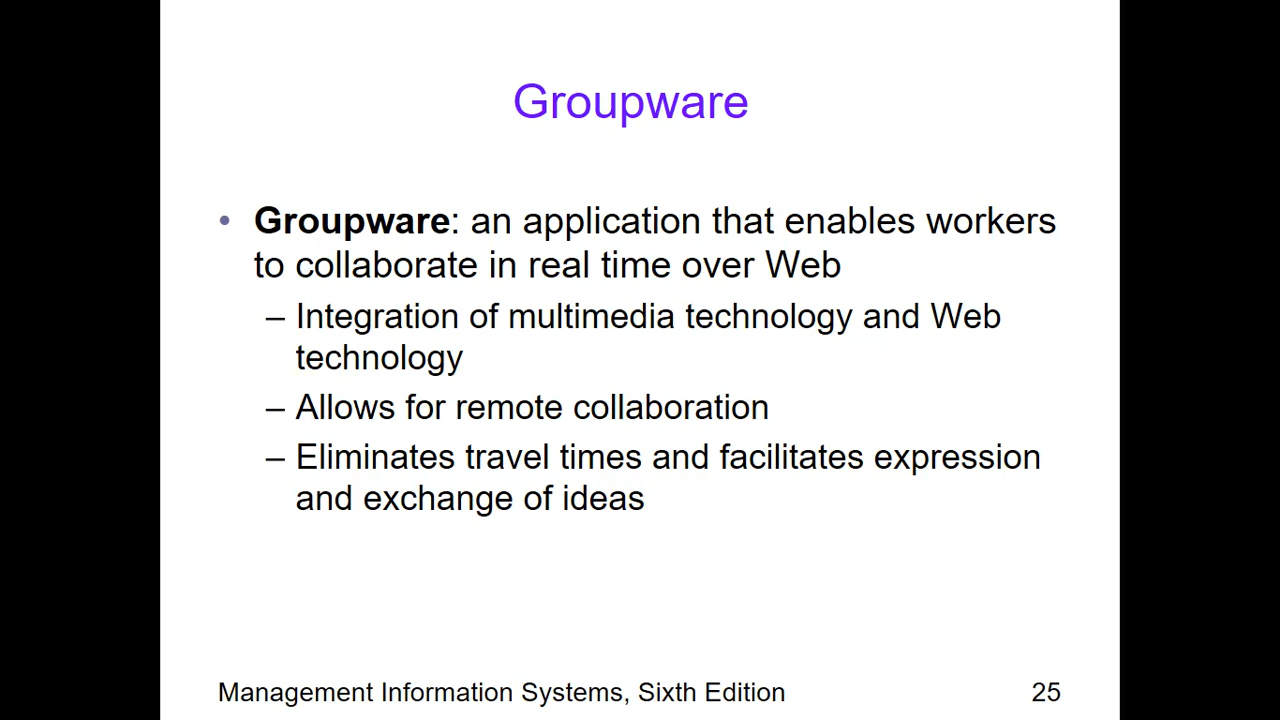 Groupware
• Groupware: an application that enables workers
to collaborate in real time over Web
– Integration of multimedia technology and Web
technology
– Allows for remote collaboration
– Eliminates travel times and facilitates expression
and exchange of ideas
Management Information Systems, Sixth Edition 25